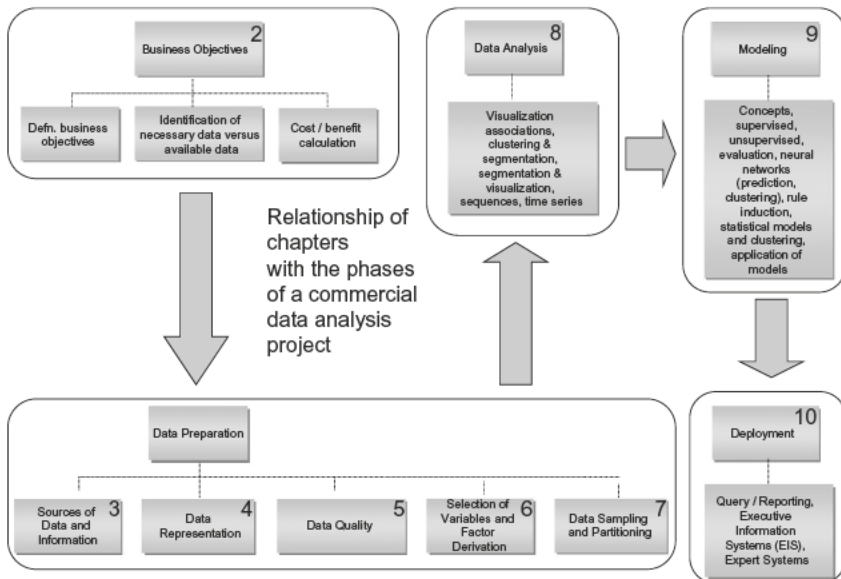 2
Business Objectives
Defn. business
objectives
Identification of
necessary data versus
available data
Cost / benefit
calculation
8
Data Analysis
Visualization
associations,
clustering &
segmentation,
segmentation &
visualization,
sequences, time series
9
Modeling
Concepts,
supervised,
unsupervised,
evaluation, neural
networks
(prediction,
clustering), rule
induction,
statistical models
and clustering,
application of
models
Relationship of
chapters
with the phases
of a commercial
data analysis
project
Data Preparation
Sources of
Data and
Information
3
Data
Representation
4
Data Quality
5
Selection of
Variables and
Factor
Derivation
6
Data Sampling
and Partitioning
7
10
Deployment
Query / Reporting,
Executive
Information
Systems (EIS),
Expert Systems